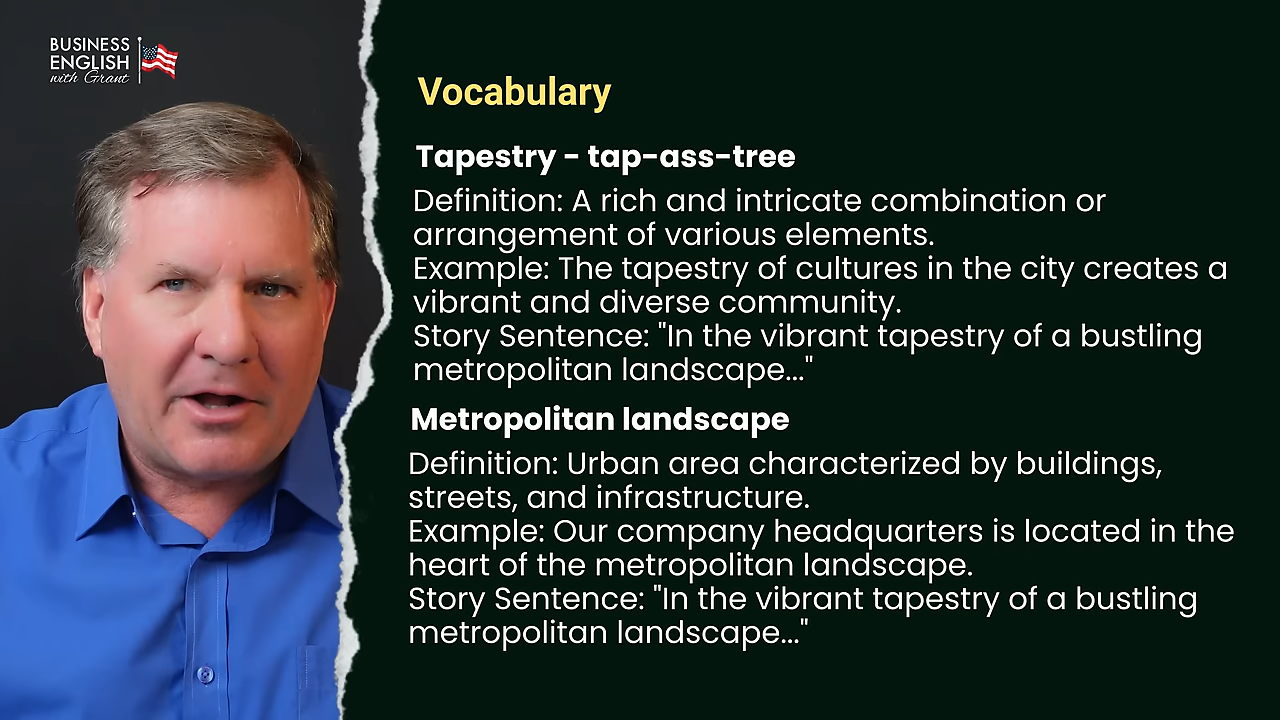 BUSINESS
ENGLISH
with Grant
Vocabulary
Tapestry - tap-ass-tree
Definition: A rich and intricate combination or
arrangement of various elements.
Example: The tapestry of cultures in the city creates a
vibrant and diverse community.
Story Sentence: "In the vibrant tapestry of a bustling
metropolitan landscape..."
Metropolitan landscape
Definition: Urban area characterized by buildings,
streets, and infrastructure.
Example: Our company headquarters is located in the
heart of the metropolitan landscape.
Story Sentence: "In the vibrant tapestry of a bustling
metropolitan landscape..."